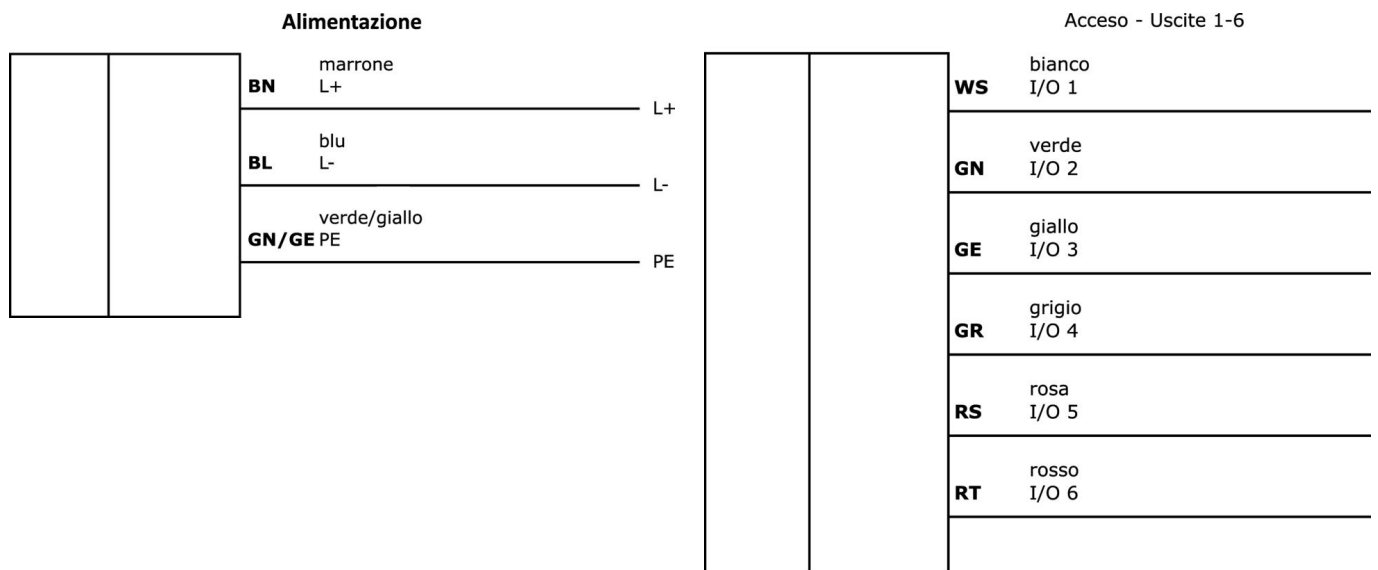 Alimentazione
marrone
BN L+
L+
blu
BL L-
L-
verde/giallo
GN/GE PE
PE
Acceso - Uscite 1-6
bianco
WS I/O 1
verde
GN I/O 2
giallo
GE I/O 3
grigio
GR I/O 4
rosa
RS I/O 5
rosso
RT I/O 6